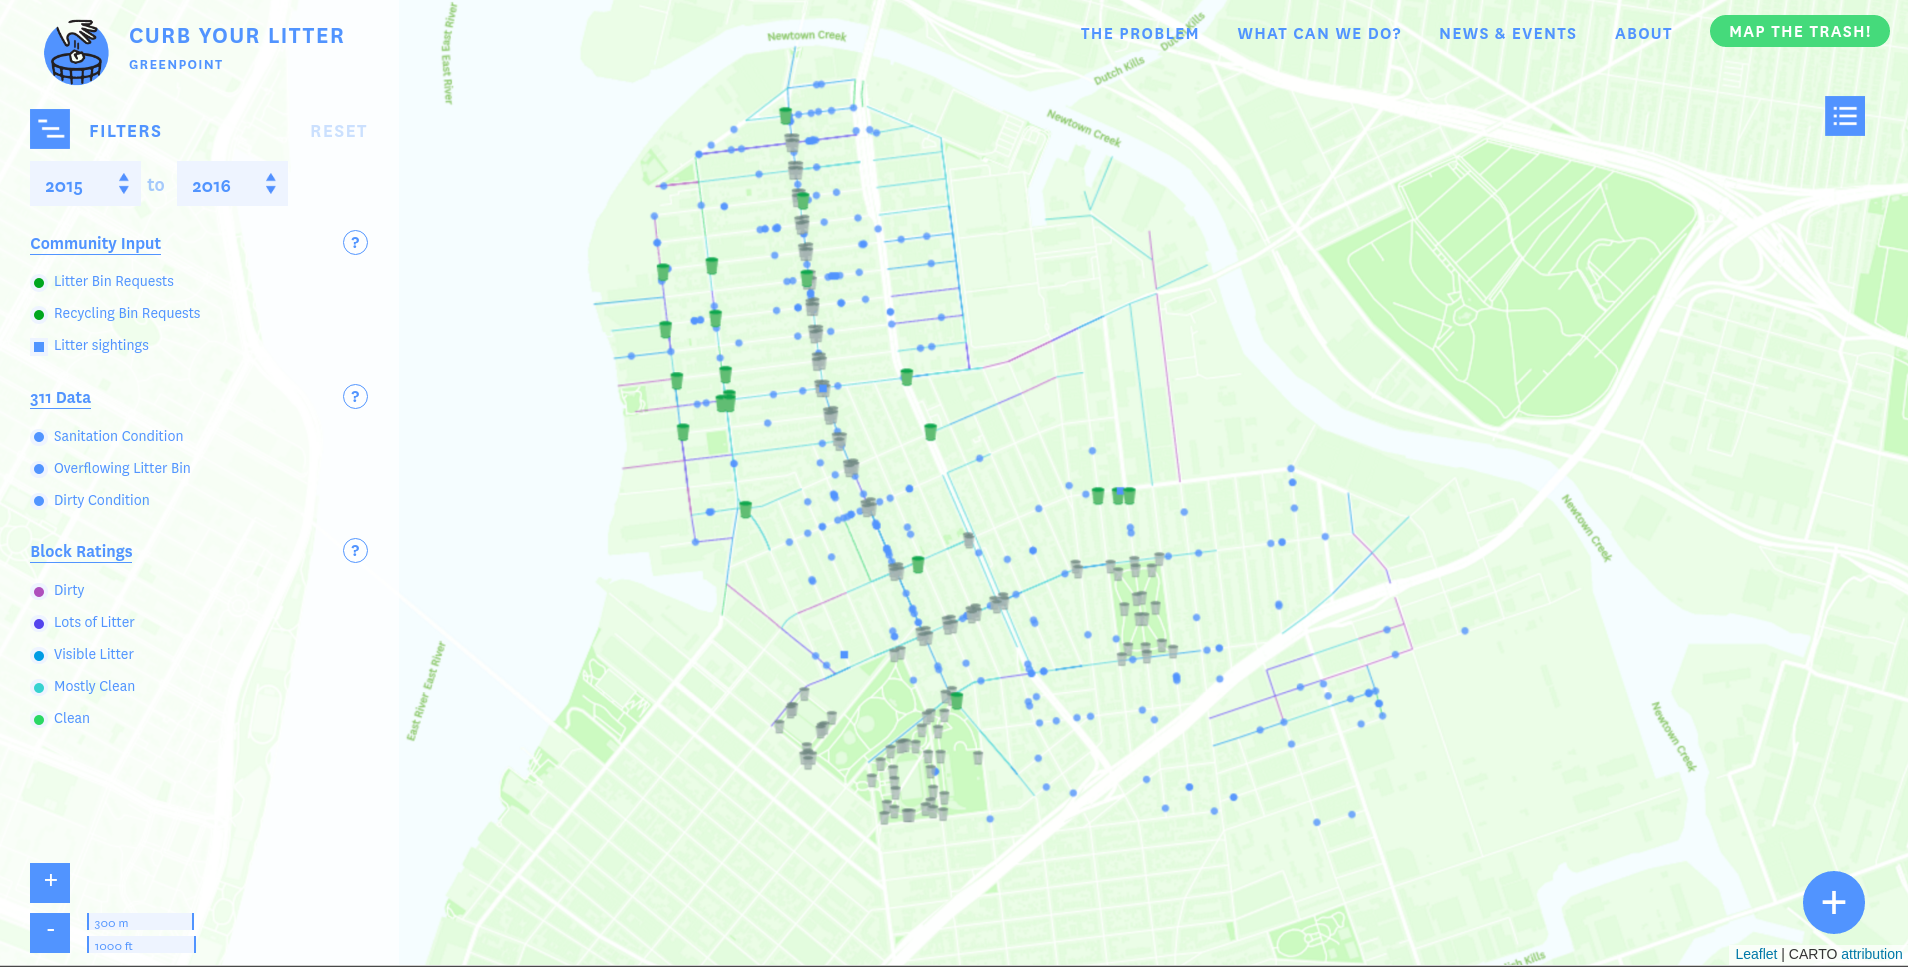 CURB YOUR LITTER
GREENPOINT
THE PROBLEM
WHAT CAN WE DO?
NEWS & EVENTS
ABOUT
MAP THE TRASH!
FILTERS
RESET
2015
to
2016
Community Input
?
Litter Bin Requests
Recycling Bin Requests
Litter sightings
311 Data
?
Sanitation Condition
Overflowing Litter Bin
Dirty Condition
Block Ratings
?
Dirty
Lots of Litter
Visible Litter
Mostly Clean
Clean
+
-
300 m
1000 ft
East River East River
Newtown Creek
Dutch Kills
Dutch Kills
Newtown Creek
Newtown Creek
Newtown Creek
East River East River
+
Leaflet | CARTO attribution